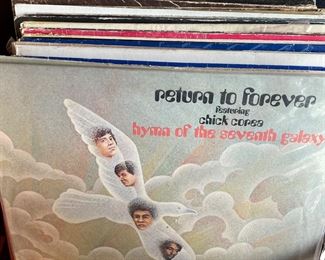 return to forever
featuring
chick corea
hymn of the seventh galaxy